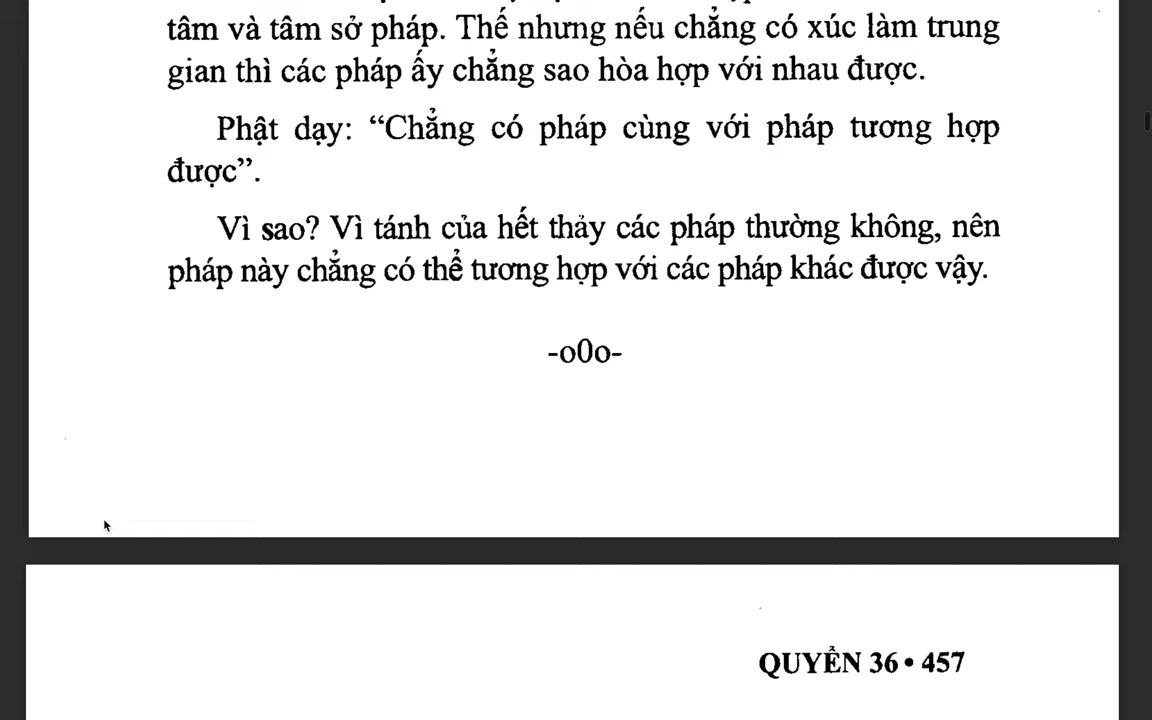 tâm và tâm sở pháp. Thế nhưng nếu chẳng có xúc làm trung
gian thì các pháp ấy chẳng sao hòa hợp với nhau được.
Phật dạy: “Chẳng có pháp cùng với pháp tương hợp
được”.
Vì sao? Vì tánh của hết thảy các pháp thường không, nên
pháp này chẳng có thể tương hợp với các pháp khác được vậy.
-o0o-
QUYỂN 36 • 457